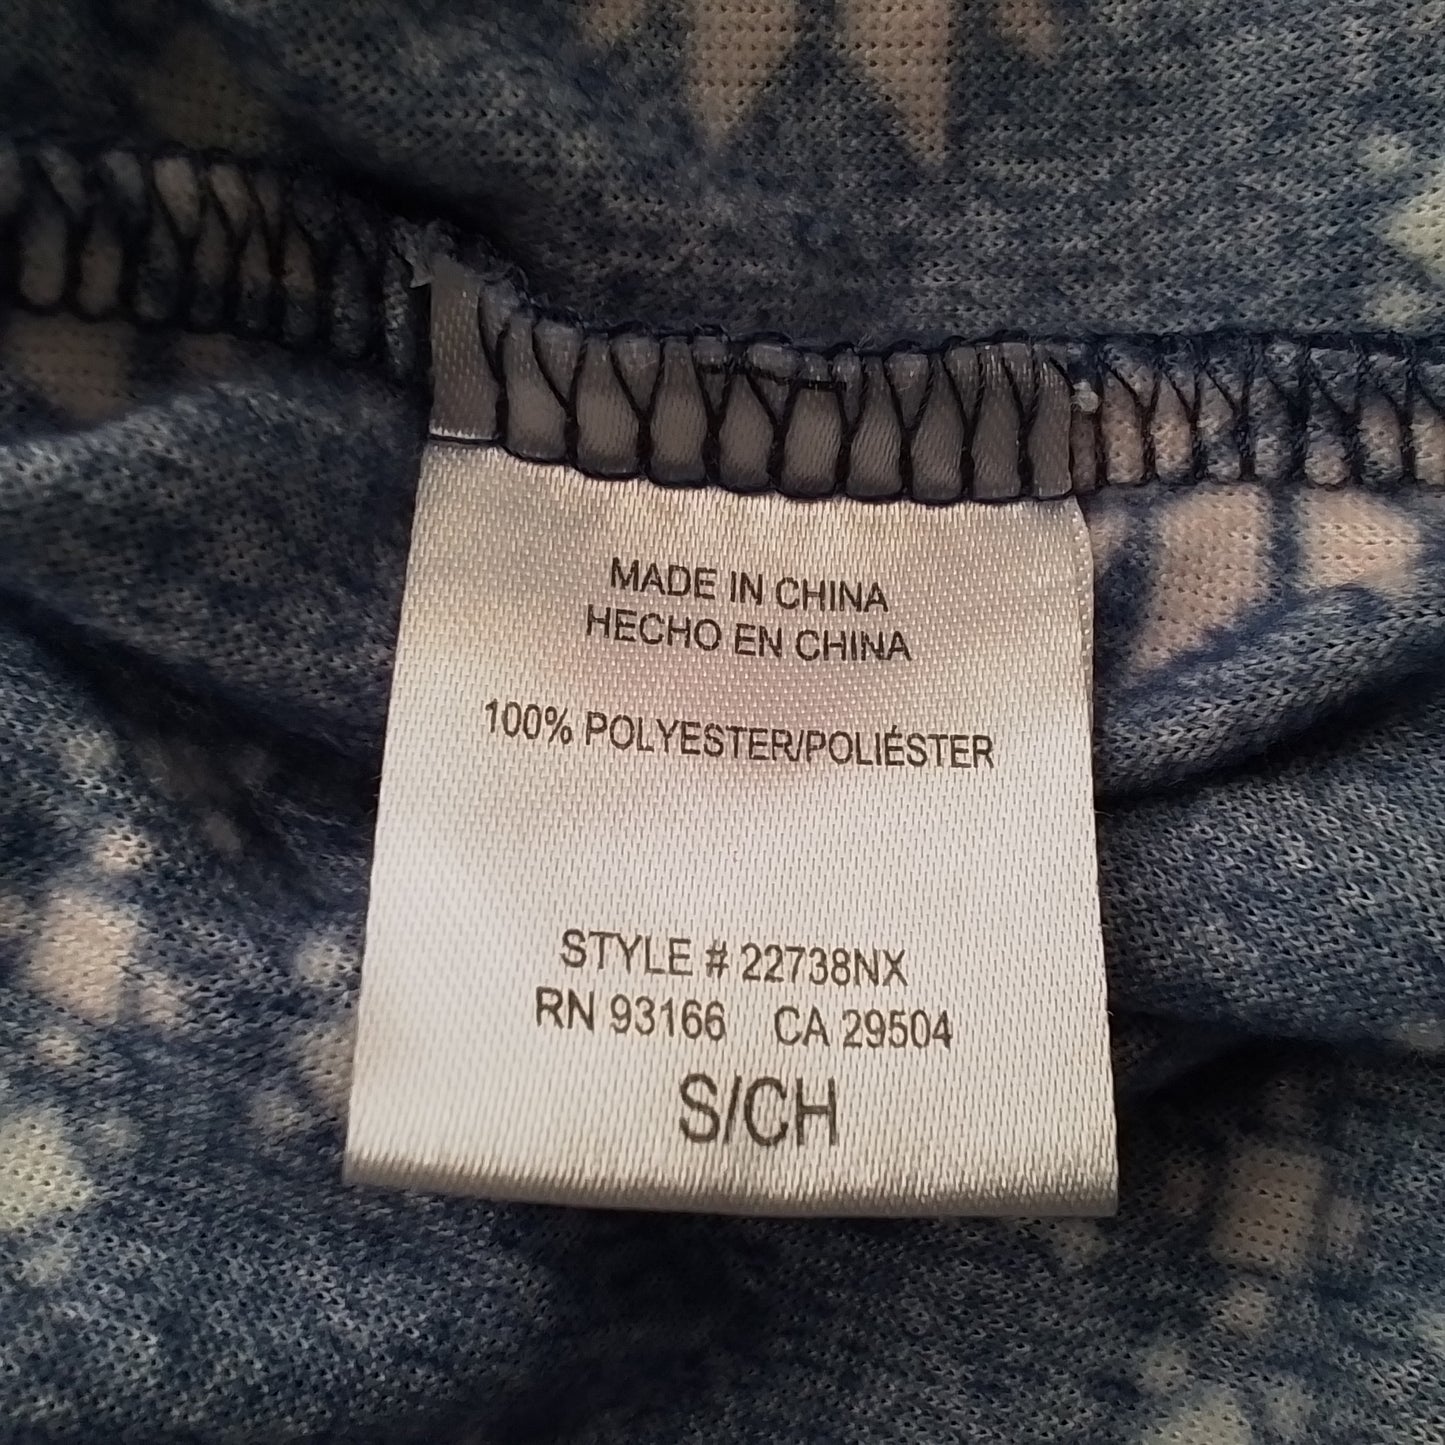 MADE IN CHINA
HECHO EN CHINA
100% POLYESTER/POLIÉSTER
STYLE # 22738NX
RN 93166 CA 29504
S/CH